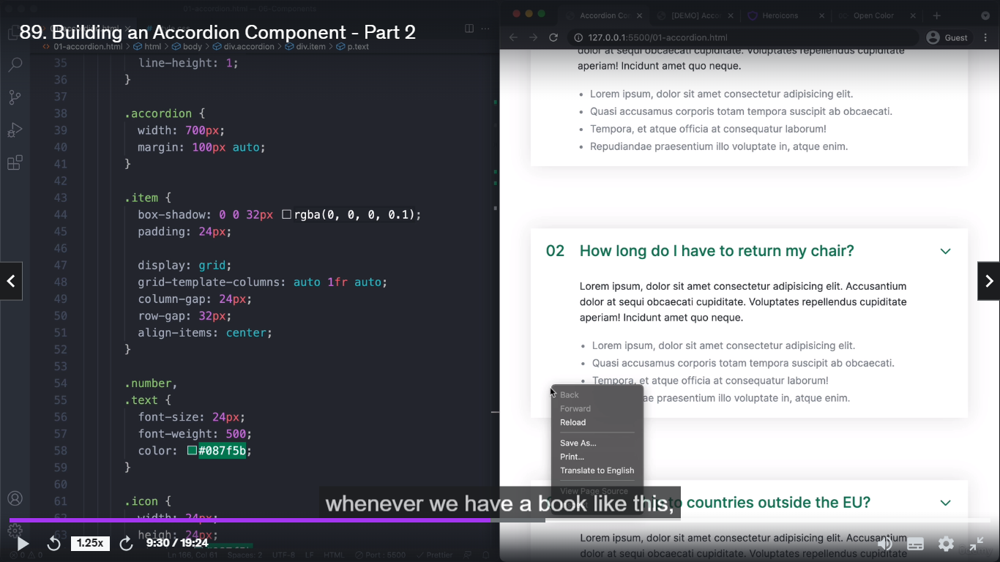 89. Building an Accordion Component - Part 2
01-accordion.html > html > body > div.accordion > div.item > p.text
35 line-height: 1;
36 }
37
38 .accordion {
39 width: 700px;
40 margin: 100px auto;
41 }
42
43 .item {
44 box-shadow: 0 0 32px rgba(0, 0, 0, 0.1);
45 padding: 24px;
46
47 display: grid;
48 grid-template-columns: auto 1fr auto;
49 column-gap: 24px;
50 row-gap: 32px;
51 align-items: center;
52 }
53
54 .number,
55 .text {
56 font-size: 24px;
57 font-weight: 500;
58 color: #087f5b;
59 }
60
61 .icon {
62 width: 24px;
63 height: 24px;
Ln 166, Col 61 Spaces: 2 UTF-8 LF HTML Port : 5500 Prettier
Accordion Co [DEMO] Acco Heroicons Open Color
127.0.0.1:5500/01-accordion.html Guest
dolor at sequi obcaecati cupiditate. Voluptates repellendus cupiditate
aperiam! Incidunt amet quo neque.
• Lorem ipsum, dolor sit amet consectetur adipisicing elit.
• Quasi accusamus corporis totam tempora suscipit ab obcaecati.
• Tempora, et atque officia at consequatur laborum!
• Repudiandae praesentium illo voluptate in, atque enim.
02 How long do I have to return my chair?
Lorem ipsum, dolor sit amet consectetur adipisicing elit. Accusantium
dolor at sequi obcaecati cupiditate. Voluptates repellendus cupiditate
aperiam! Incidunt amet quo neque.
• Lorem ipsum, dolor sit amet consectetur adipisicing elit.
• Quasi accusamus corporis totam tempora suscipit ab obcaecati.
• Tempora, et atque officia at consequatur laborum!
ae praesentium illo voluptate in, atque enim.
Back
Forward
Reload
Save As...
Print...
Translate to English
View Page Source
to countries outside the EU?
Lorem ipsum, dolor sit amet consectetur adipisicing elit. Accusantium
dolor at sequi obcaecati cupiditate. Voluptates repellendus cupiditate
whenever we have a book like this,
1.25x 9:30 / 19:24